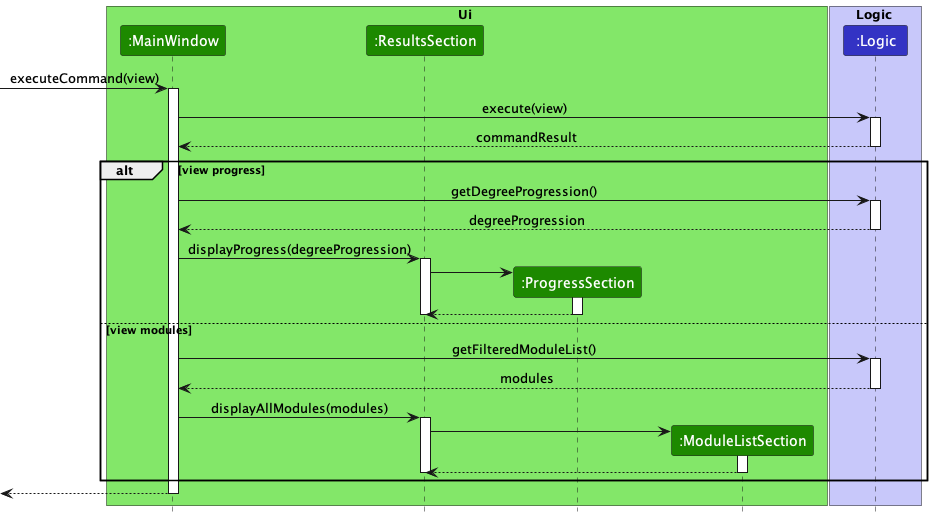 Ui
Logic
:MainWindow
:ResultsSection
:Logic
executeCommand(view)
execute(view)
commandResult
alt
[view progress]
getDegreeProgression()
degreeProgression
displayProgress(degreeProgression)
:ProgressSection
[view modules]
getFilteredModuleList()
modules
displayAllModules(modules)
:ModuleListSection